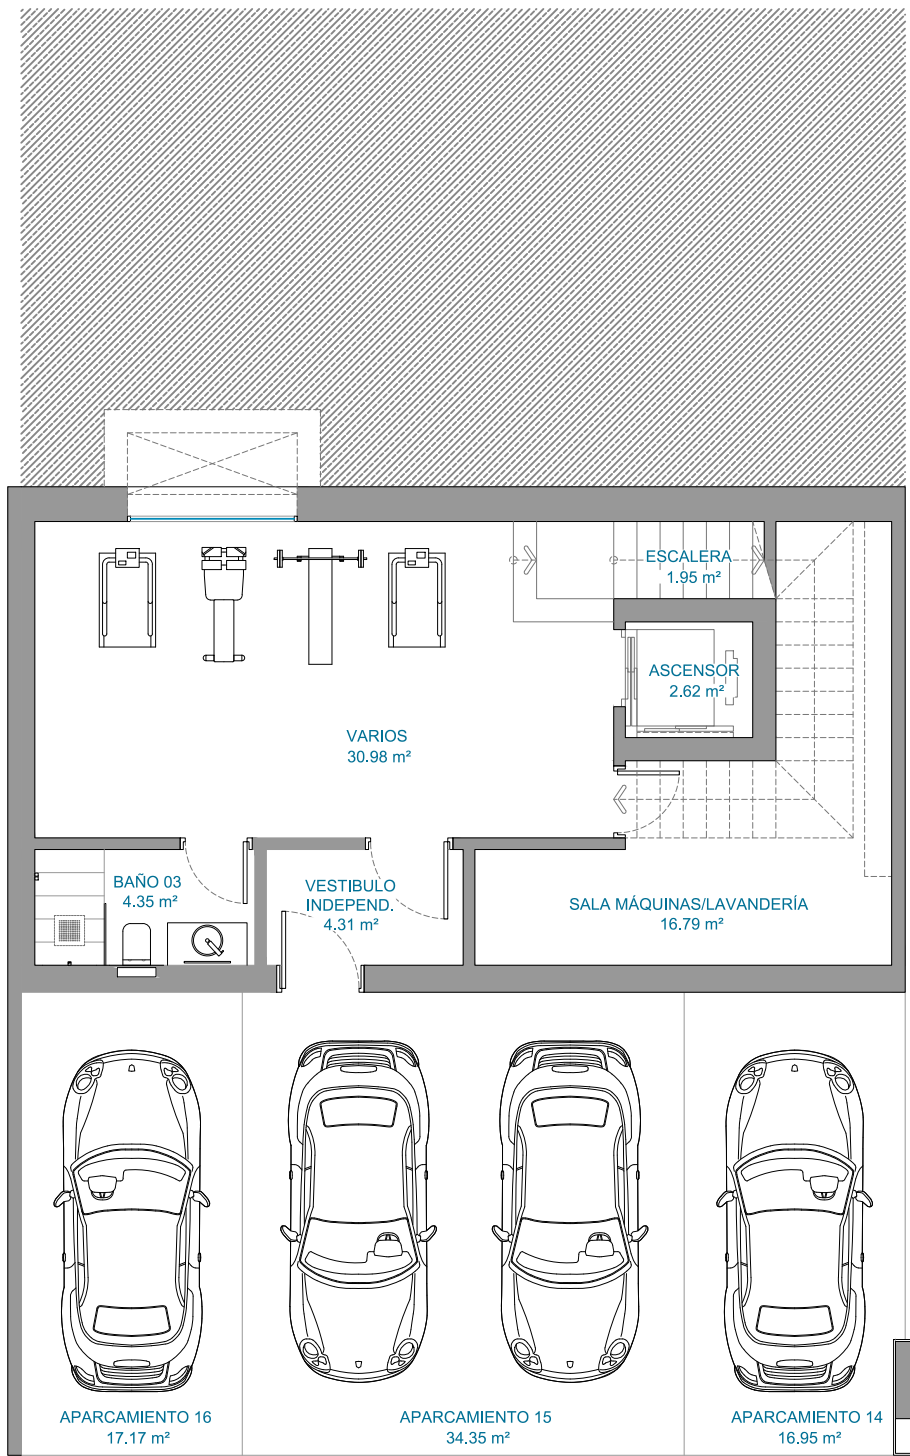 ESCALERA
1.95 m²
ASCENSOR
2.62 m²
VARIOS
30.98 m²
BAÑO 03
4.35 m²
VESTIBULO
INDEPEND.
4.31 m²
SALA MÁQUINAS/LAVANDERÍA
16.79 m²
APARCAMIENTO 16
17.17 m²
APARCAMIENTO 15
34.35 m²
APARCAMIENTO 14
16.95 m²